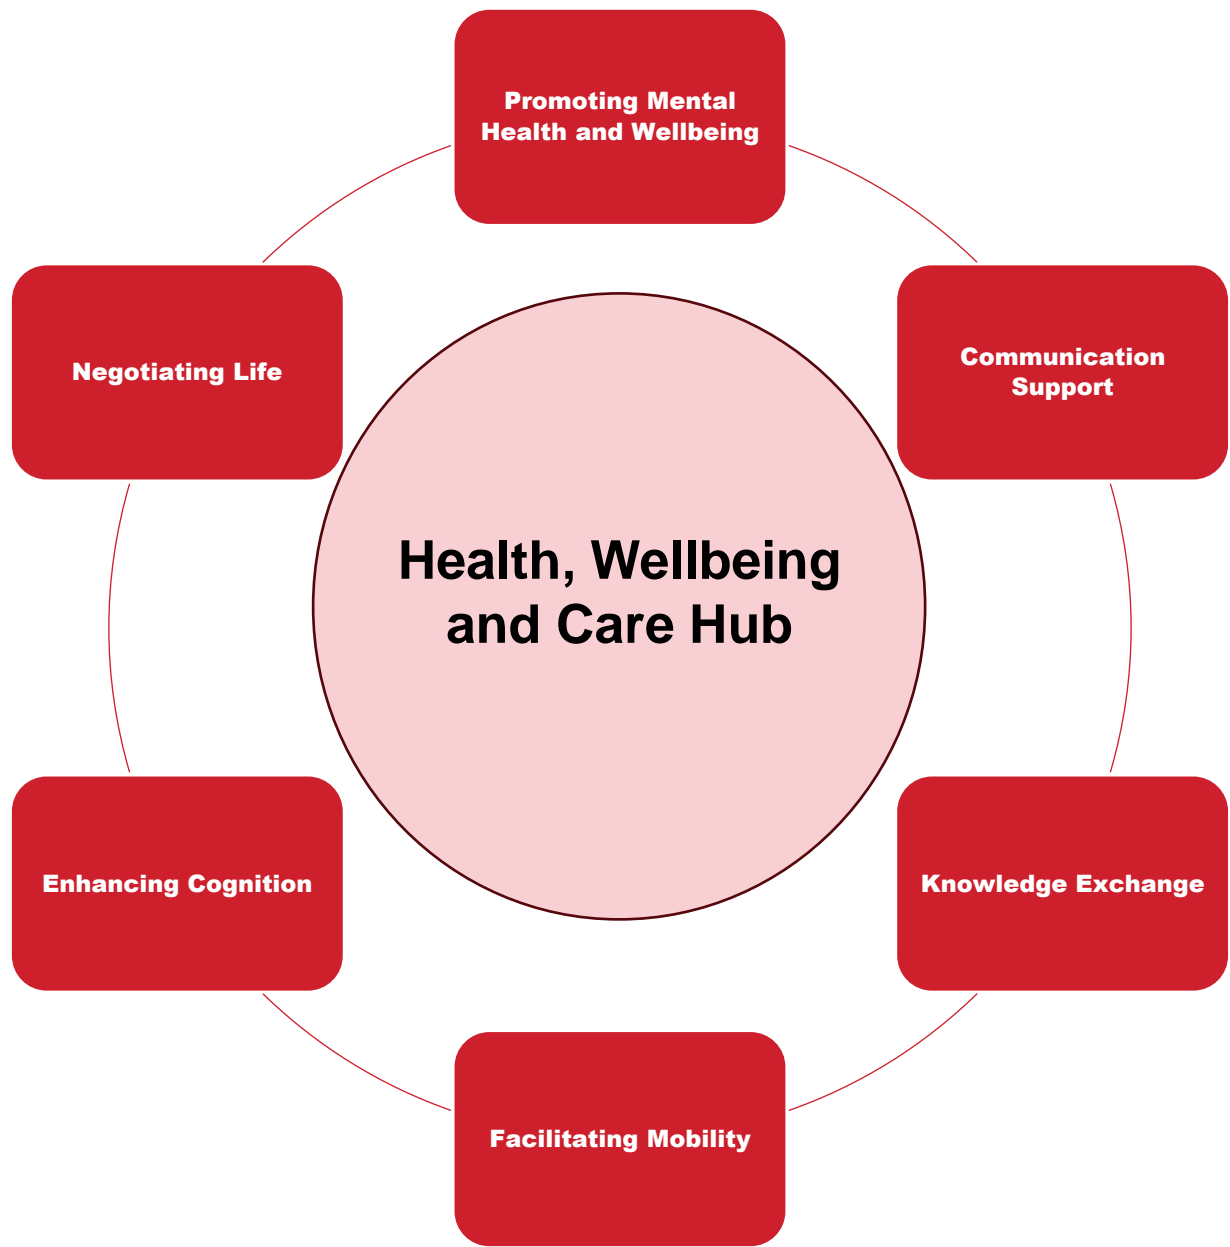 Promoting Mental
Health and Wellbeing
Communication
Support
Knowledge Exchange
Facilitating Mobility
Enhancing Cognition
Negotiating Life
Health, Wellbeing
and Care Hub